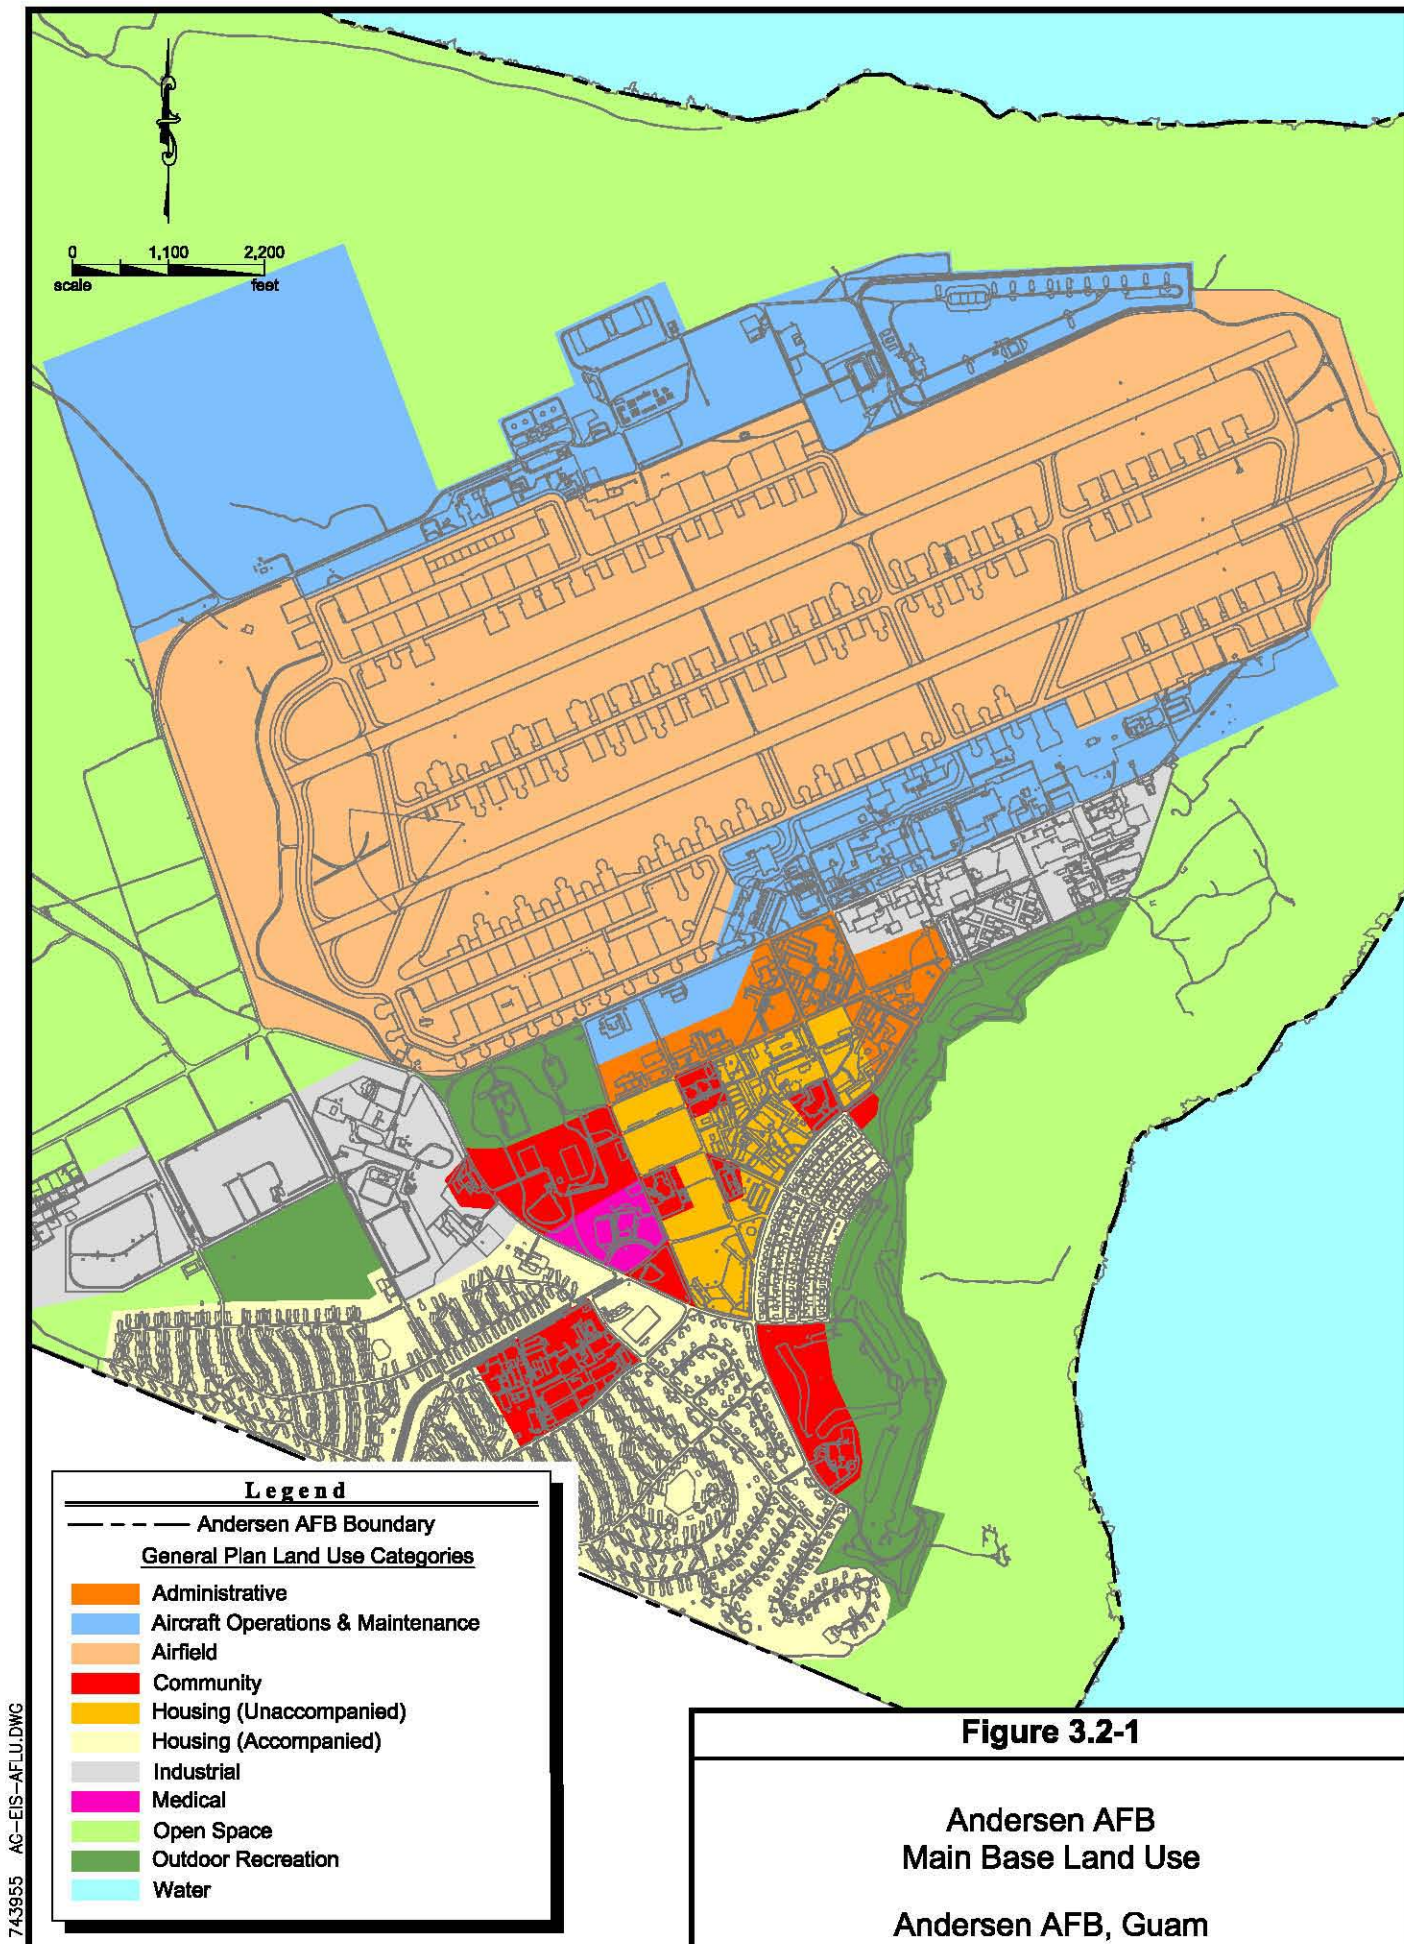 0 1,100 2,200
scale feet
Legend
Andersen AFB Boundary
General Plan Land Use Categories
Administrative
Aircraft Operations & Maintenance
Airfield
Community
Housing (Unaccompanied)
Housing (Accompanied)
Industrial
Medical
Open Space
Outdoor Recreation
Water
743955 AG-EIS-AFLU.DWG
Figure 3.2-1
Andersen AFB
Main Base Land Use
Andersen AFB, Guam